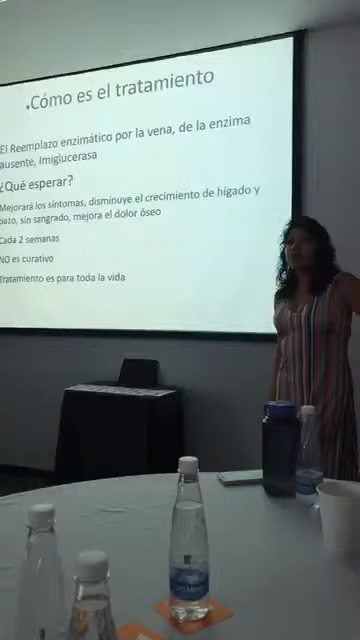 .Cómo es el tratamiento
El Reemplazo enzimático por la vena, de la enzima
ausente, Imiglucerasa
¿Qué esperar?
Mejorará los síntomas, disminuye el crecimiento de hígado y
bazo, sin sangrado, mejora el dolor óseo
Cada 2 semanas
NO es curativo
Tratamiento es para toda la vida